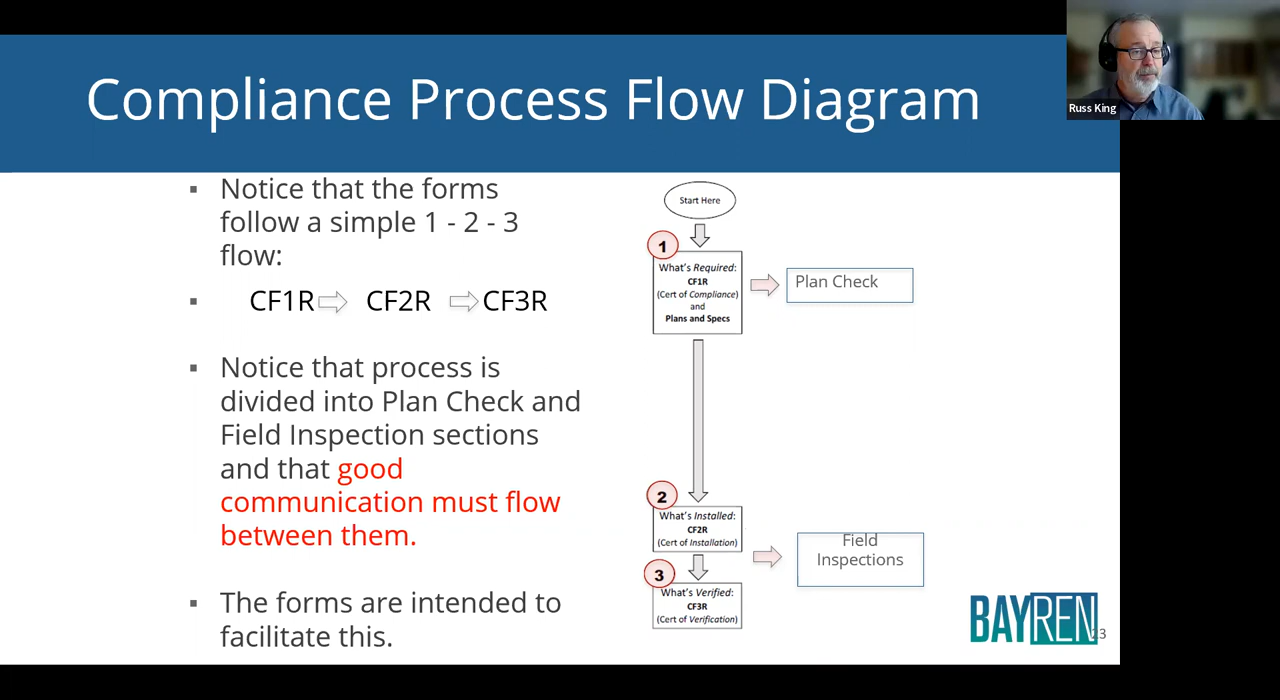 Compliance Process Flow Diagram
Russ King
▪ Notice that the forms
follow a simple 1 - 2 - 3
flow:
▪ CF1R ⇨ CF2R ⇨ CF3R
▪ Notice that process is
divided into Plan Check and
Field Inspection sections
and that good
communication must flow
between them.
▪ The forms are intended to
facilitate this.
Start Here
1
What's Required:
CF1R
(Cert of Compliance)
and
Plans and Specs
Plan Check
2
What's Installed:
CF2R
(Cert of Installation)
3
What's Verified:
CF3R
(Cert of Verification)
Field
Inspections
BAYREN
23